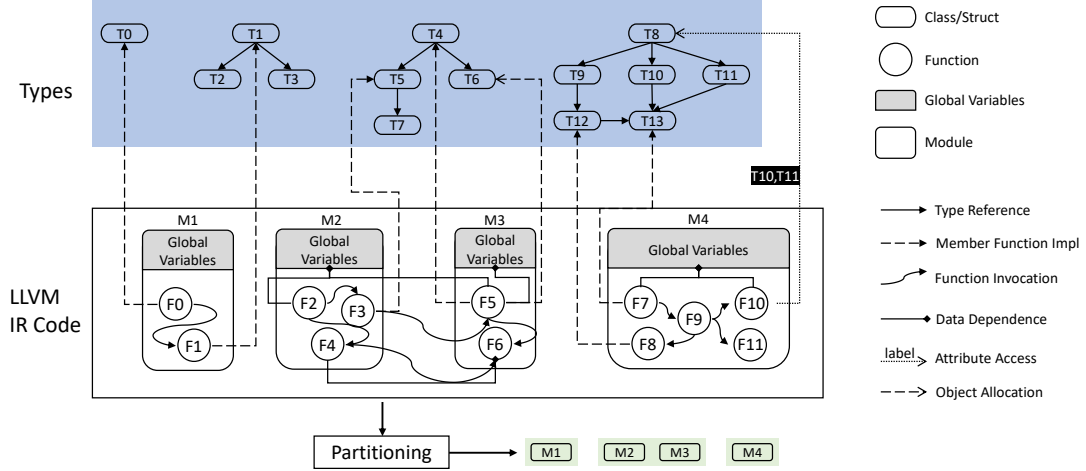 T0
T1
T4
T8
Class/Struct
T2
T3
T5
T6
T9
T10
T11
Function
Types
T7
T12
T13
Global Variables
Module
T10,T11
M1
M2
M3
M4
Type Reference
Global
Variables
Global
Variables
Global
Variables
Global Variables
Member Function Impl
Function Invocation
LLVM
IR Code
F0
F2
F3
F5
F7
F9
F10
Data Dependence
F1
F4
F6
F8
F11
label
Attribute Access
Object Allocation
Partitioning
M1
M2
M3
M4